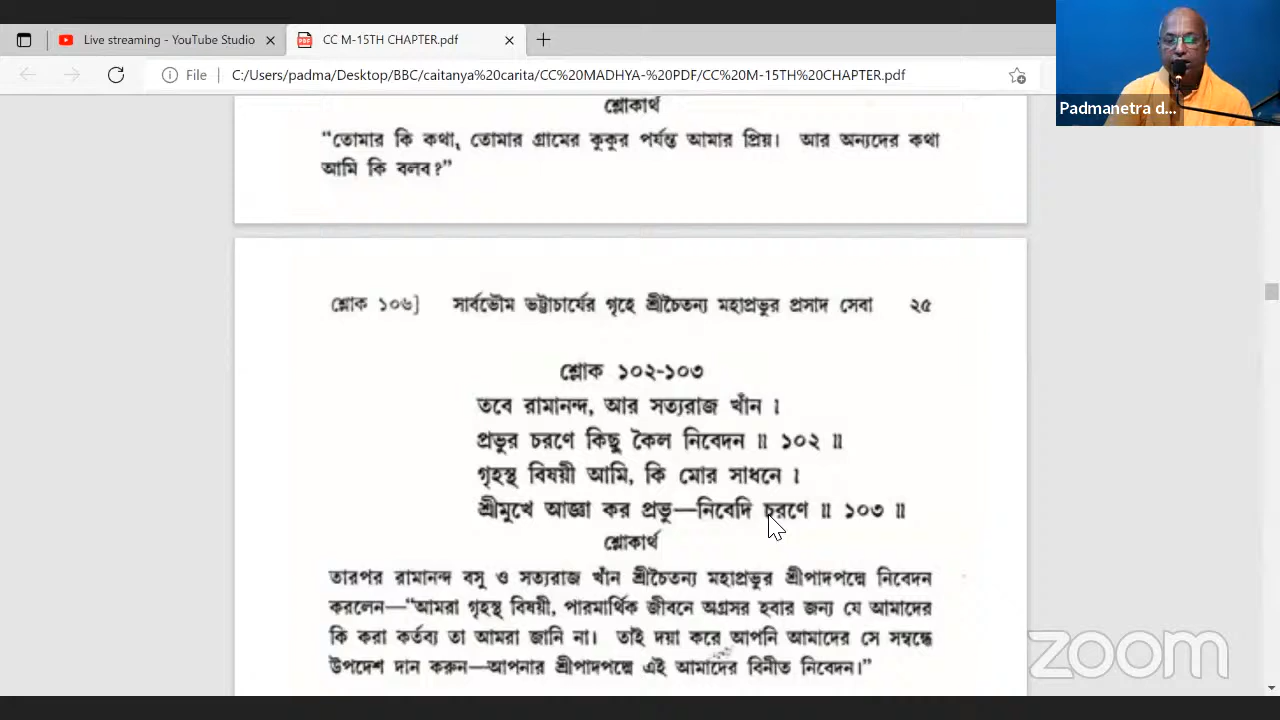 Live streaming - YouTube Studio
CC M-15TH CHAPTER.pdf
File
C:/Users/padma/Desktop/BBC/caitanya%20carita/CC%20MADHYA-%20PDF/CC%20M-15TH%20CHAPTER.pdf
Padmanetra d...
শ্লোকার্থ
“তোমার কি কথা, তোমার গ্রামের কুকুর পর্যন্ত আমার প্রিয়। আর অন্যদের কথা
আমি কি বলব?”
শ্লোক ১০৬] সার্বভৌম ভট্টাচার্যের গৃহে শ্রীচৈতন্য মহাপ্রভুর প্রসাদ সেবা ২৫
শ্লোক ১০২-১০৩
তবে রামানন্দ, আর সত্যরাজ খাঁন ।
প্রভুর চরণে কিছু কৈল নিবেদন ॥ ১০২ ॥
গৃহস্থ বিষয়ী আমি, কি মোর সাধনে ।
শ্রীমুখে আজ্ঞা কর প্রভু—নিবেদি চরণে ॥ ১০৩ ॥
শ্লোকার্থ
তারপর রামানন্দ বসু ও সত্যরাজ খাঁন শ্রীচৈতন্য মহাপ্রভুর শ্রীপাদপদ্মে নিবেদন
করলেন—“আমরা গৃহস্থ বিষয়ী, পারমার্থিক জীবনে অগ্রসর হবার জন্য যে আমাদের
কি করা কর্তব্য তা আমরা জানি না। তাই দয়া করে আপনি আমাদের সে সম্বন্ধে
উপদেশ দান করুন—আপনার শ্রীপাদপদ্মে এই আমাদের বিনীত নিবেদন।”
zoom